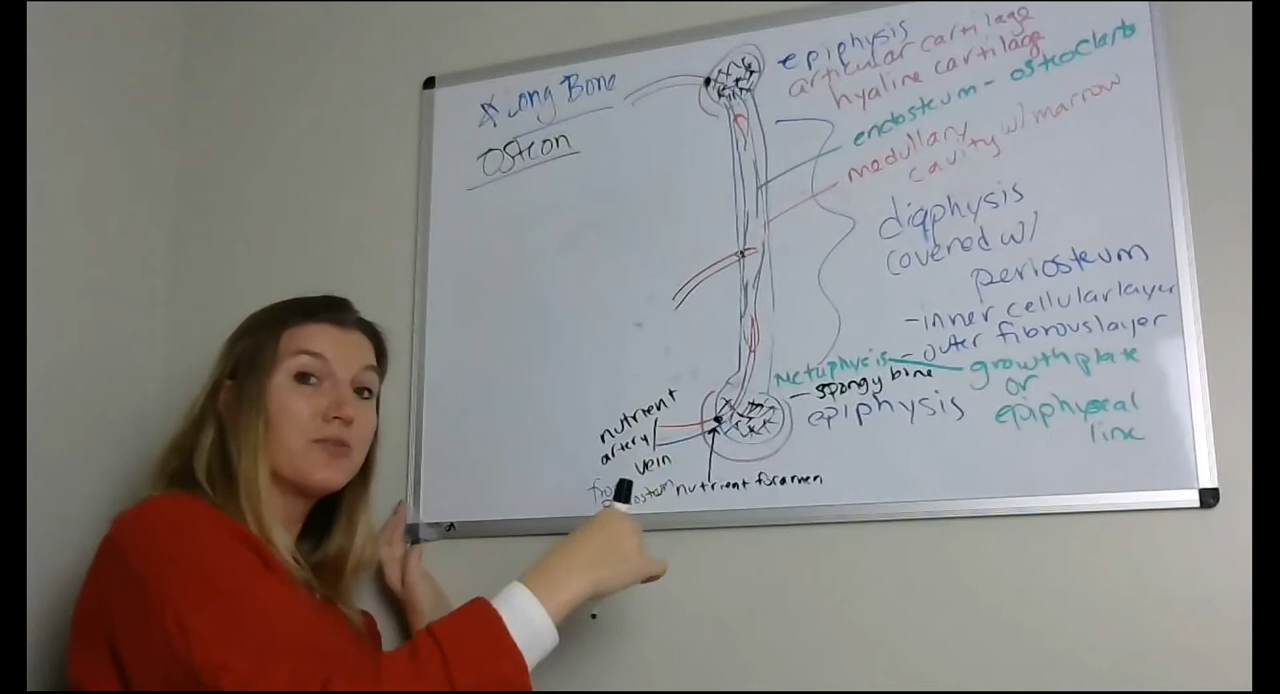 Long Bone
Osteon
epiphysis
articular cartilage
hyaline cartilage
endosteum - osteoclasts
medullary
cavity w/ marrow
diaphysis
covered w/
periosteum
-inner cellular layer
- outer fibrous layer
Metaphysis
growth plate
or
epiphyseal
line
- spongy bone
epiphysis
nutrient
artery/
vein
nutrient foramen